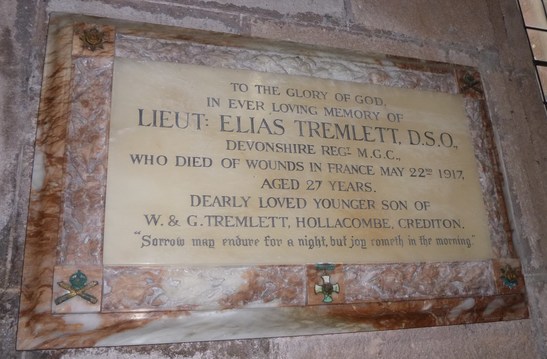 TO THE GLORY OF GOD,
IN EVER LOVING MEMORY OF
LIEUT: ELIAS TREMLETT, D.S.O.,
DEVONSHIRE REGT. M.G.C.,
WHO DIED OF WOUNDS IN FRANCE MAY 22ND 1917,
AGED 27 YEARS.
DEARLY LOVED YOUNGER SON OF
W. & G. TREMLETT, HOLLACOMBE, CREDITON.
"Sorrow may endure for a night, but joy cometh in the morning."